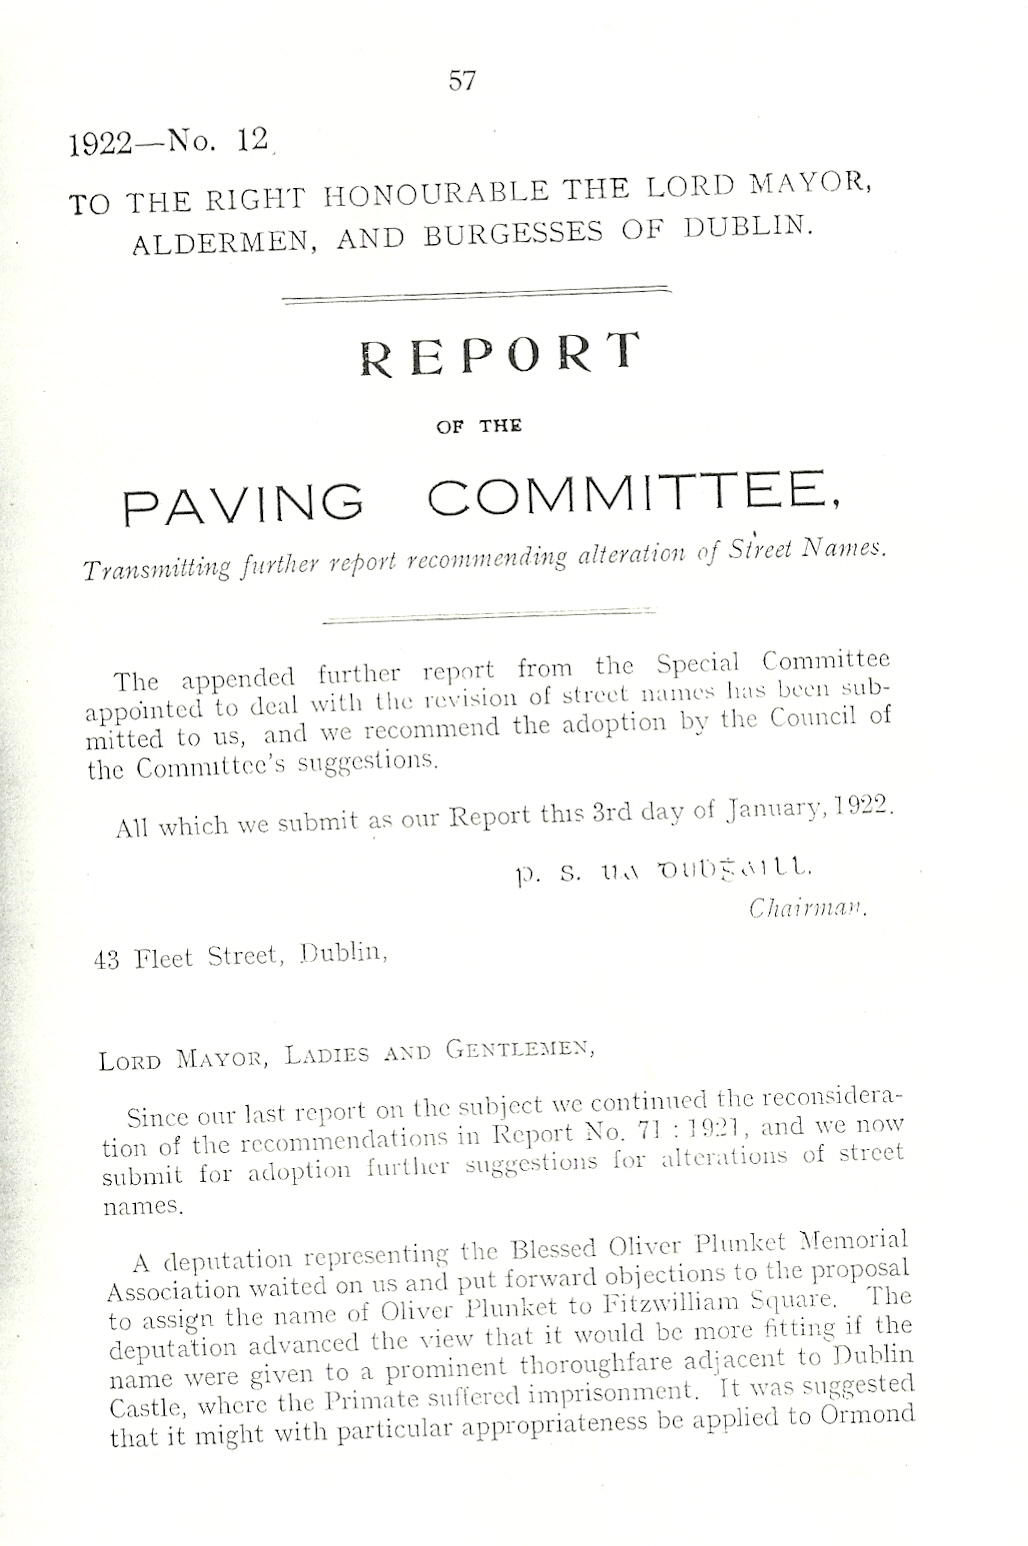 57
1922—No. 12
TO THE RIGHT HONOURABLE THE LORD MAYOR,
ALDERMEN, AND BURGESSES OF DUBLIN.
REPORT
OF THE
PAVING COMMITTEE,
Transmitting further report recommending alteration of Street Names.
The appended further report from the Special Committee
appointed to deal with the revision of street names has been sub-
mitted to us, and we recommend the adoption by the Council of
the Committee's suggestions.
All which we submit as our Report this 3rd day of January, 1922.
p. s. ua dubġaill.
Chairman.
43 Fleet Street, Dublin,
Lord Mayor, Ladies and Gentlemen,
Since our last report on the subject we continued the reconsidera-
tion of the recommendations in Report No. 71 : 1921, and we now
submit for adoption further suggestions for alterations of street
names.
A deputation representing the Blessed Oliver Plunket Memorial
Association waited on us and put forward objections to the proposal
to assign the name of Oliver Plunket to Fitzwilliam Square. The
deputation advanced the view that it would be more fitting if the
name were given to a prominent thoroughfare adjacent to Dublin
Castle, where the Primate suffered imprisonment. It was suggested
that it might with particular appropriateness be applied to Ormond